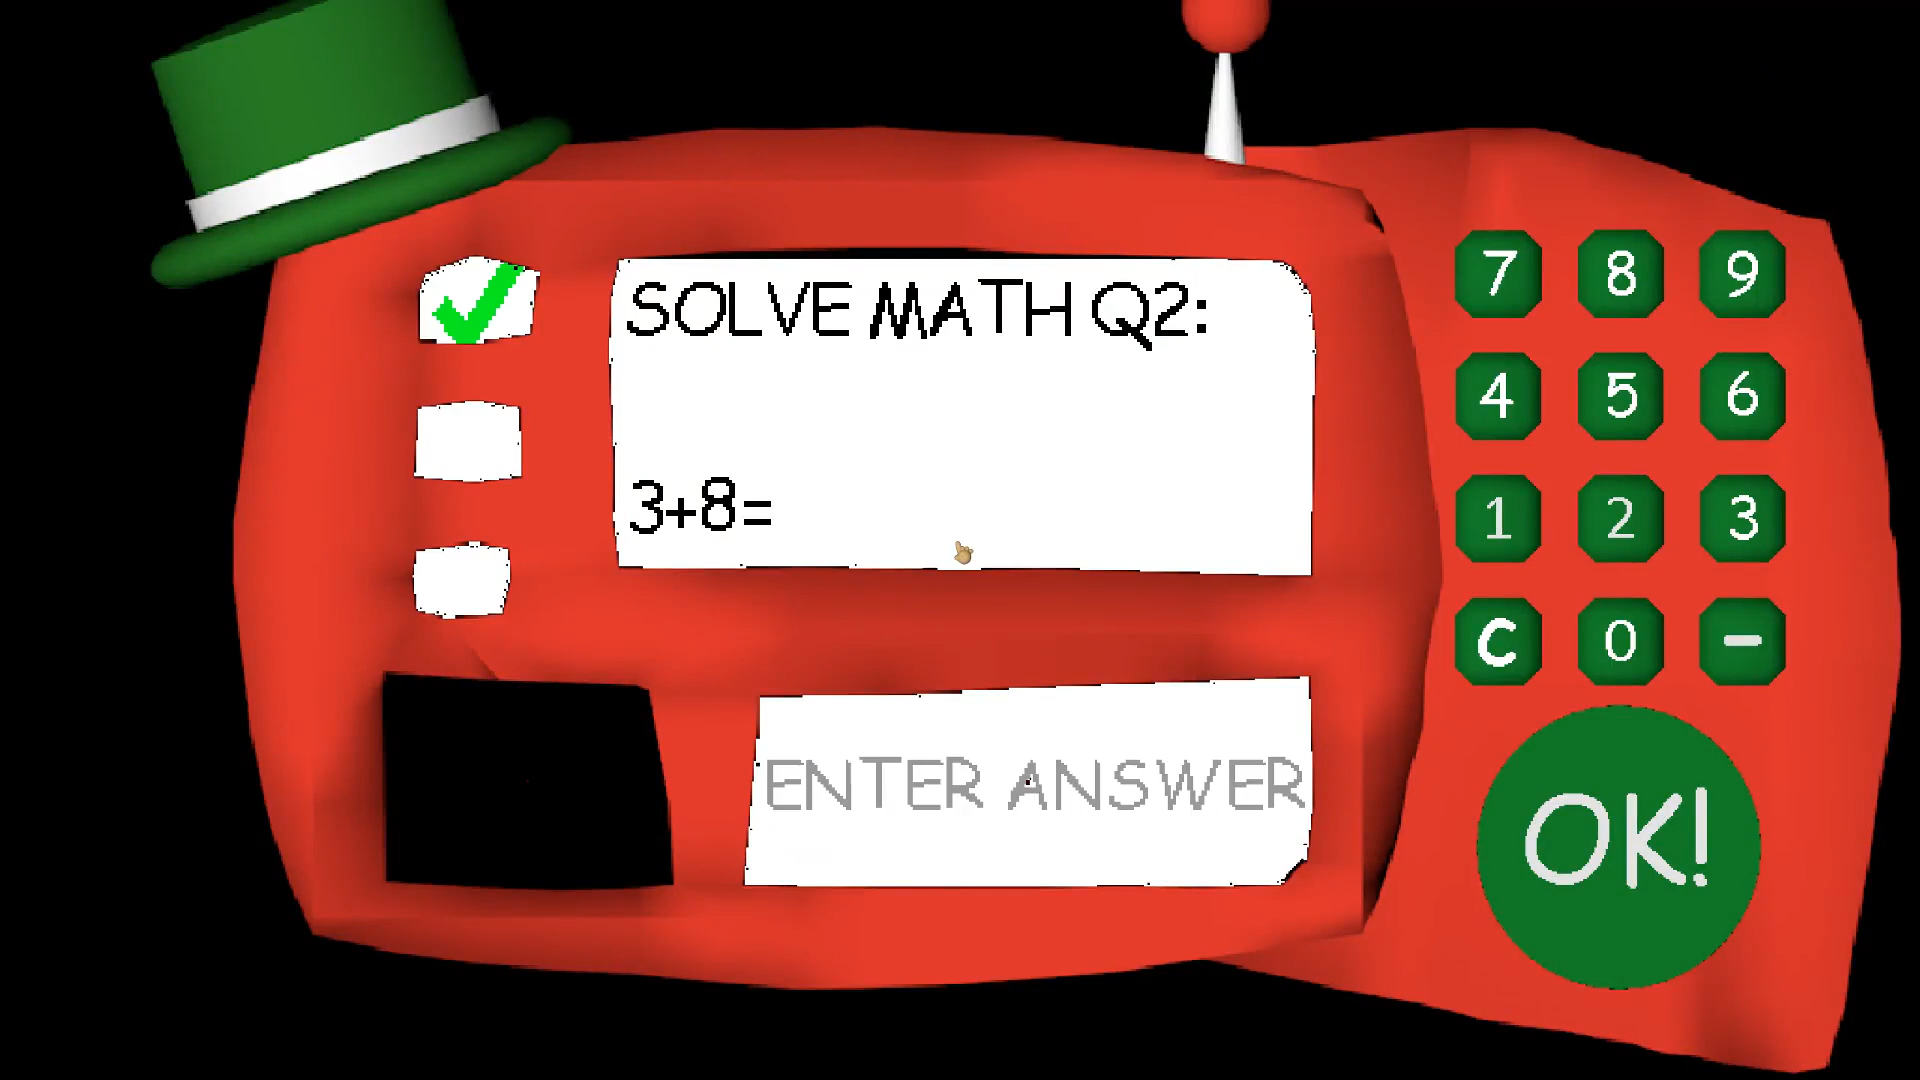 SOLVE MATH Q2:
3+8=
ENTER ANSWER
7 8 9
4 5 6
1 2 3
C 0 -
OK!